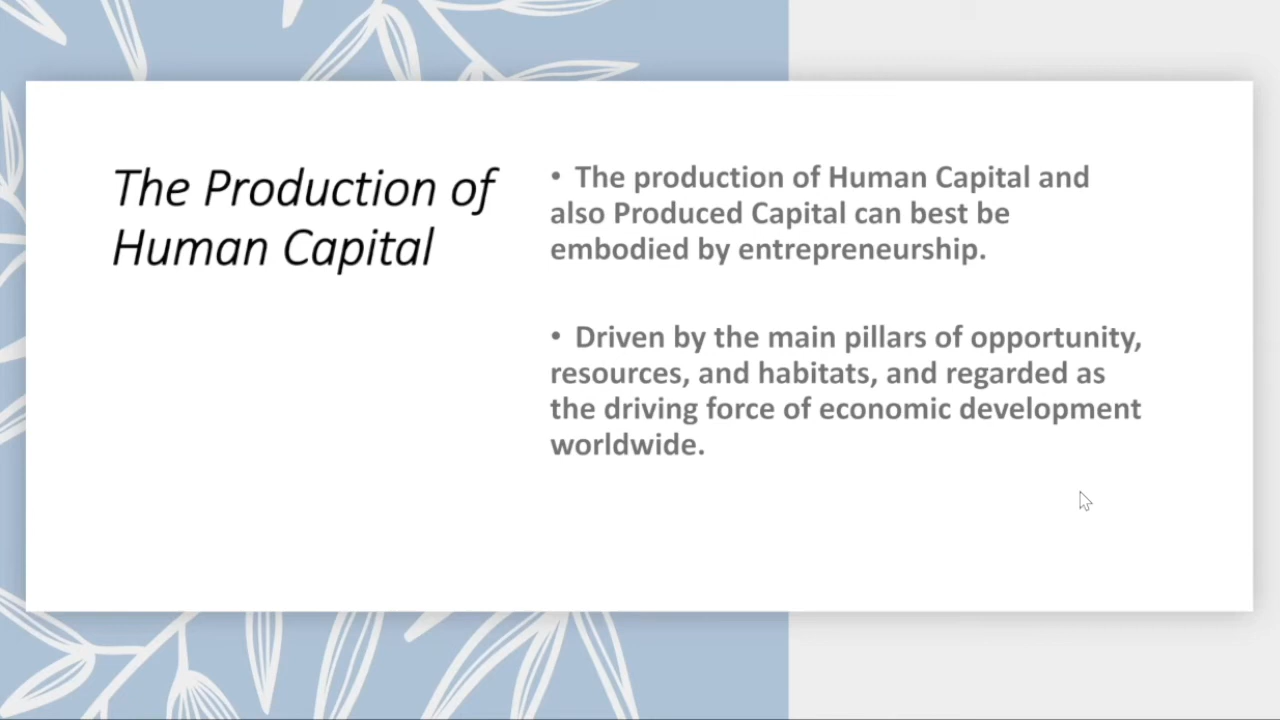 The Production of
Human Capital
• The production of Human Capital and
also Produced Capital can best be
embodied by entrepreneurship.
• Driven by the main pillars of opportunity,
resources, and habitats, and regarded as
the driving force of economic development
worldwide.